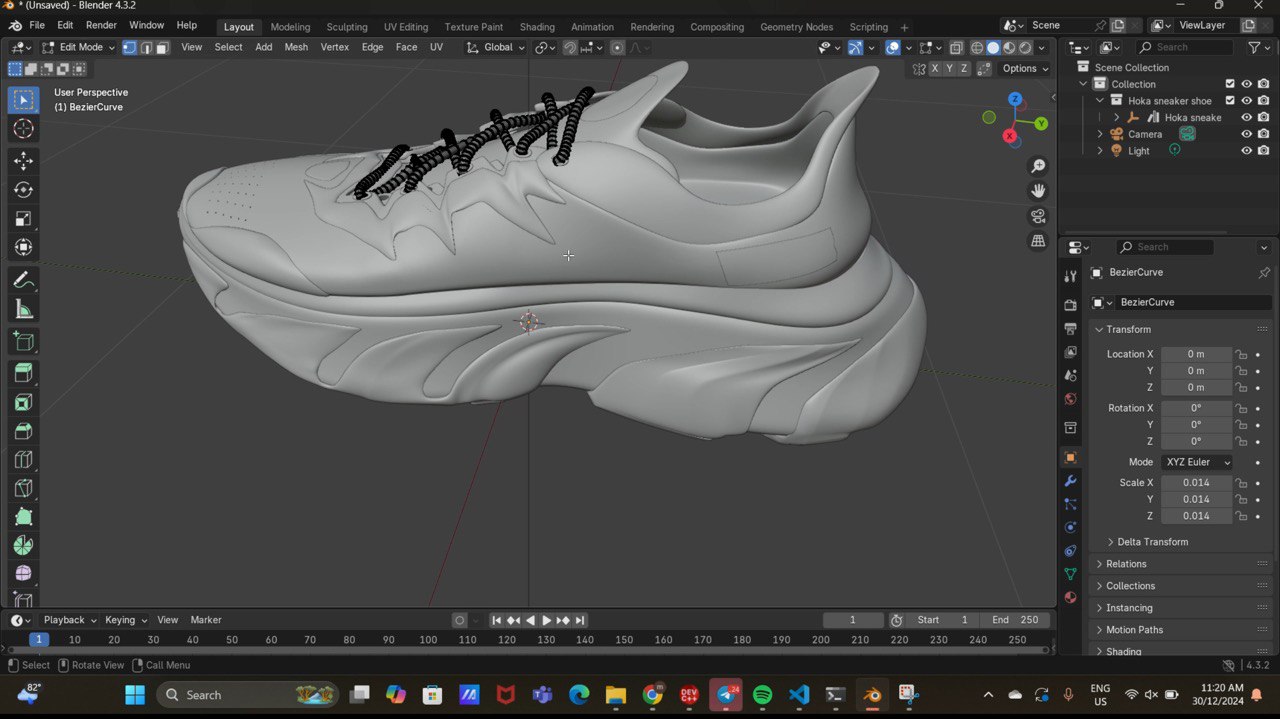 * (Unsaved) - Blender 4.3.2
File Edit Render Window Help Layout Modeling Sculpting UV Editing Texture Paint Shading Animation Rendering Compositing Geometry Nodes Scripting + Scene ViewLayer
Edit Mode View Select Add Mesh Vertex Edge Face UV Global Search
X Y Z Options
Scene Collection
Collection
Hoka sneaker shoe
Hoka sneake
Camera
Light
User Perspective
(1) BezierCurve
Z
Y
X
Search
BezierCurve
BezierCurve
Transform
Location X 0 m
Y 0 m
Z 0 m
Rotation X 0°
Y 0°
Z 0°
Mode XYZ Euler
Scale X 0.014
Y 0.014
Z 0.014
Delta Transform
Relations
Collections
Instancing
Motion Paths
Shading
Playback Keying View Marker 1 Start 1 End 250
1 10 20 30 40 50 60 70 80 90 100 110 120 130 140 150 160 170 180 190 200 210 220 230 240 250
Select Rotate View Call Menu 4.3.2
82° Search DEV C++ 24 ENG US 11:20 AM 30/12/2024